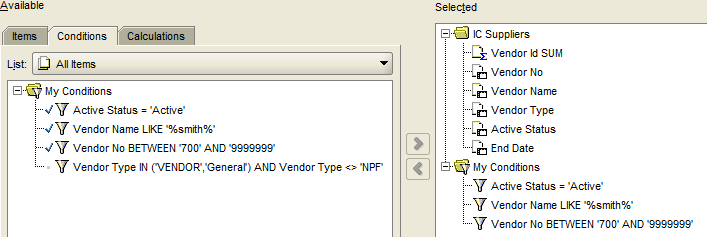 Available
Items
Conditions
Calculations
List:
All Items
My Conditions
Active Status = 'Active'
Vendor Name LIKE '%smith%'
Vendor No BETWEEN '700' AND '9999999'
Vendor Type IN ('VENDOR','General') AND Vendor Type <> 'NPF'
Selected
IC Suppliers
Vendor Id SUM
Vendor No
Vendor Name
Vendor Type
Active Status
End Date
My Conditions
Active Status = 'Active'
Vendor Name LIKE '%smith%'
Vendor No BETWEEN '700' AND '9999999'